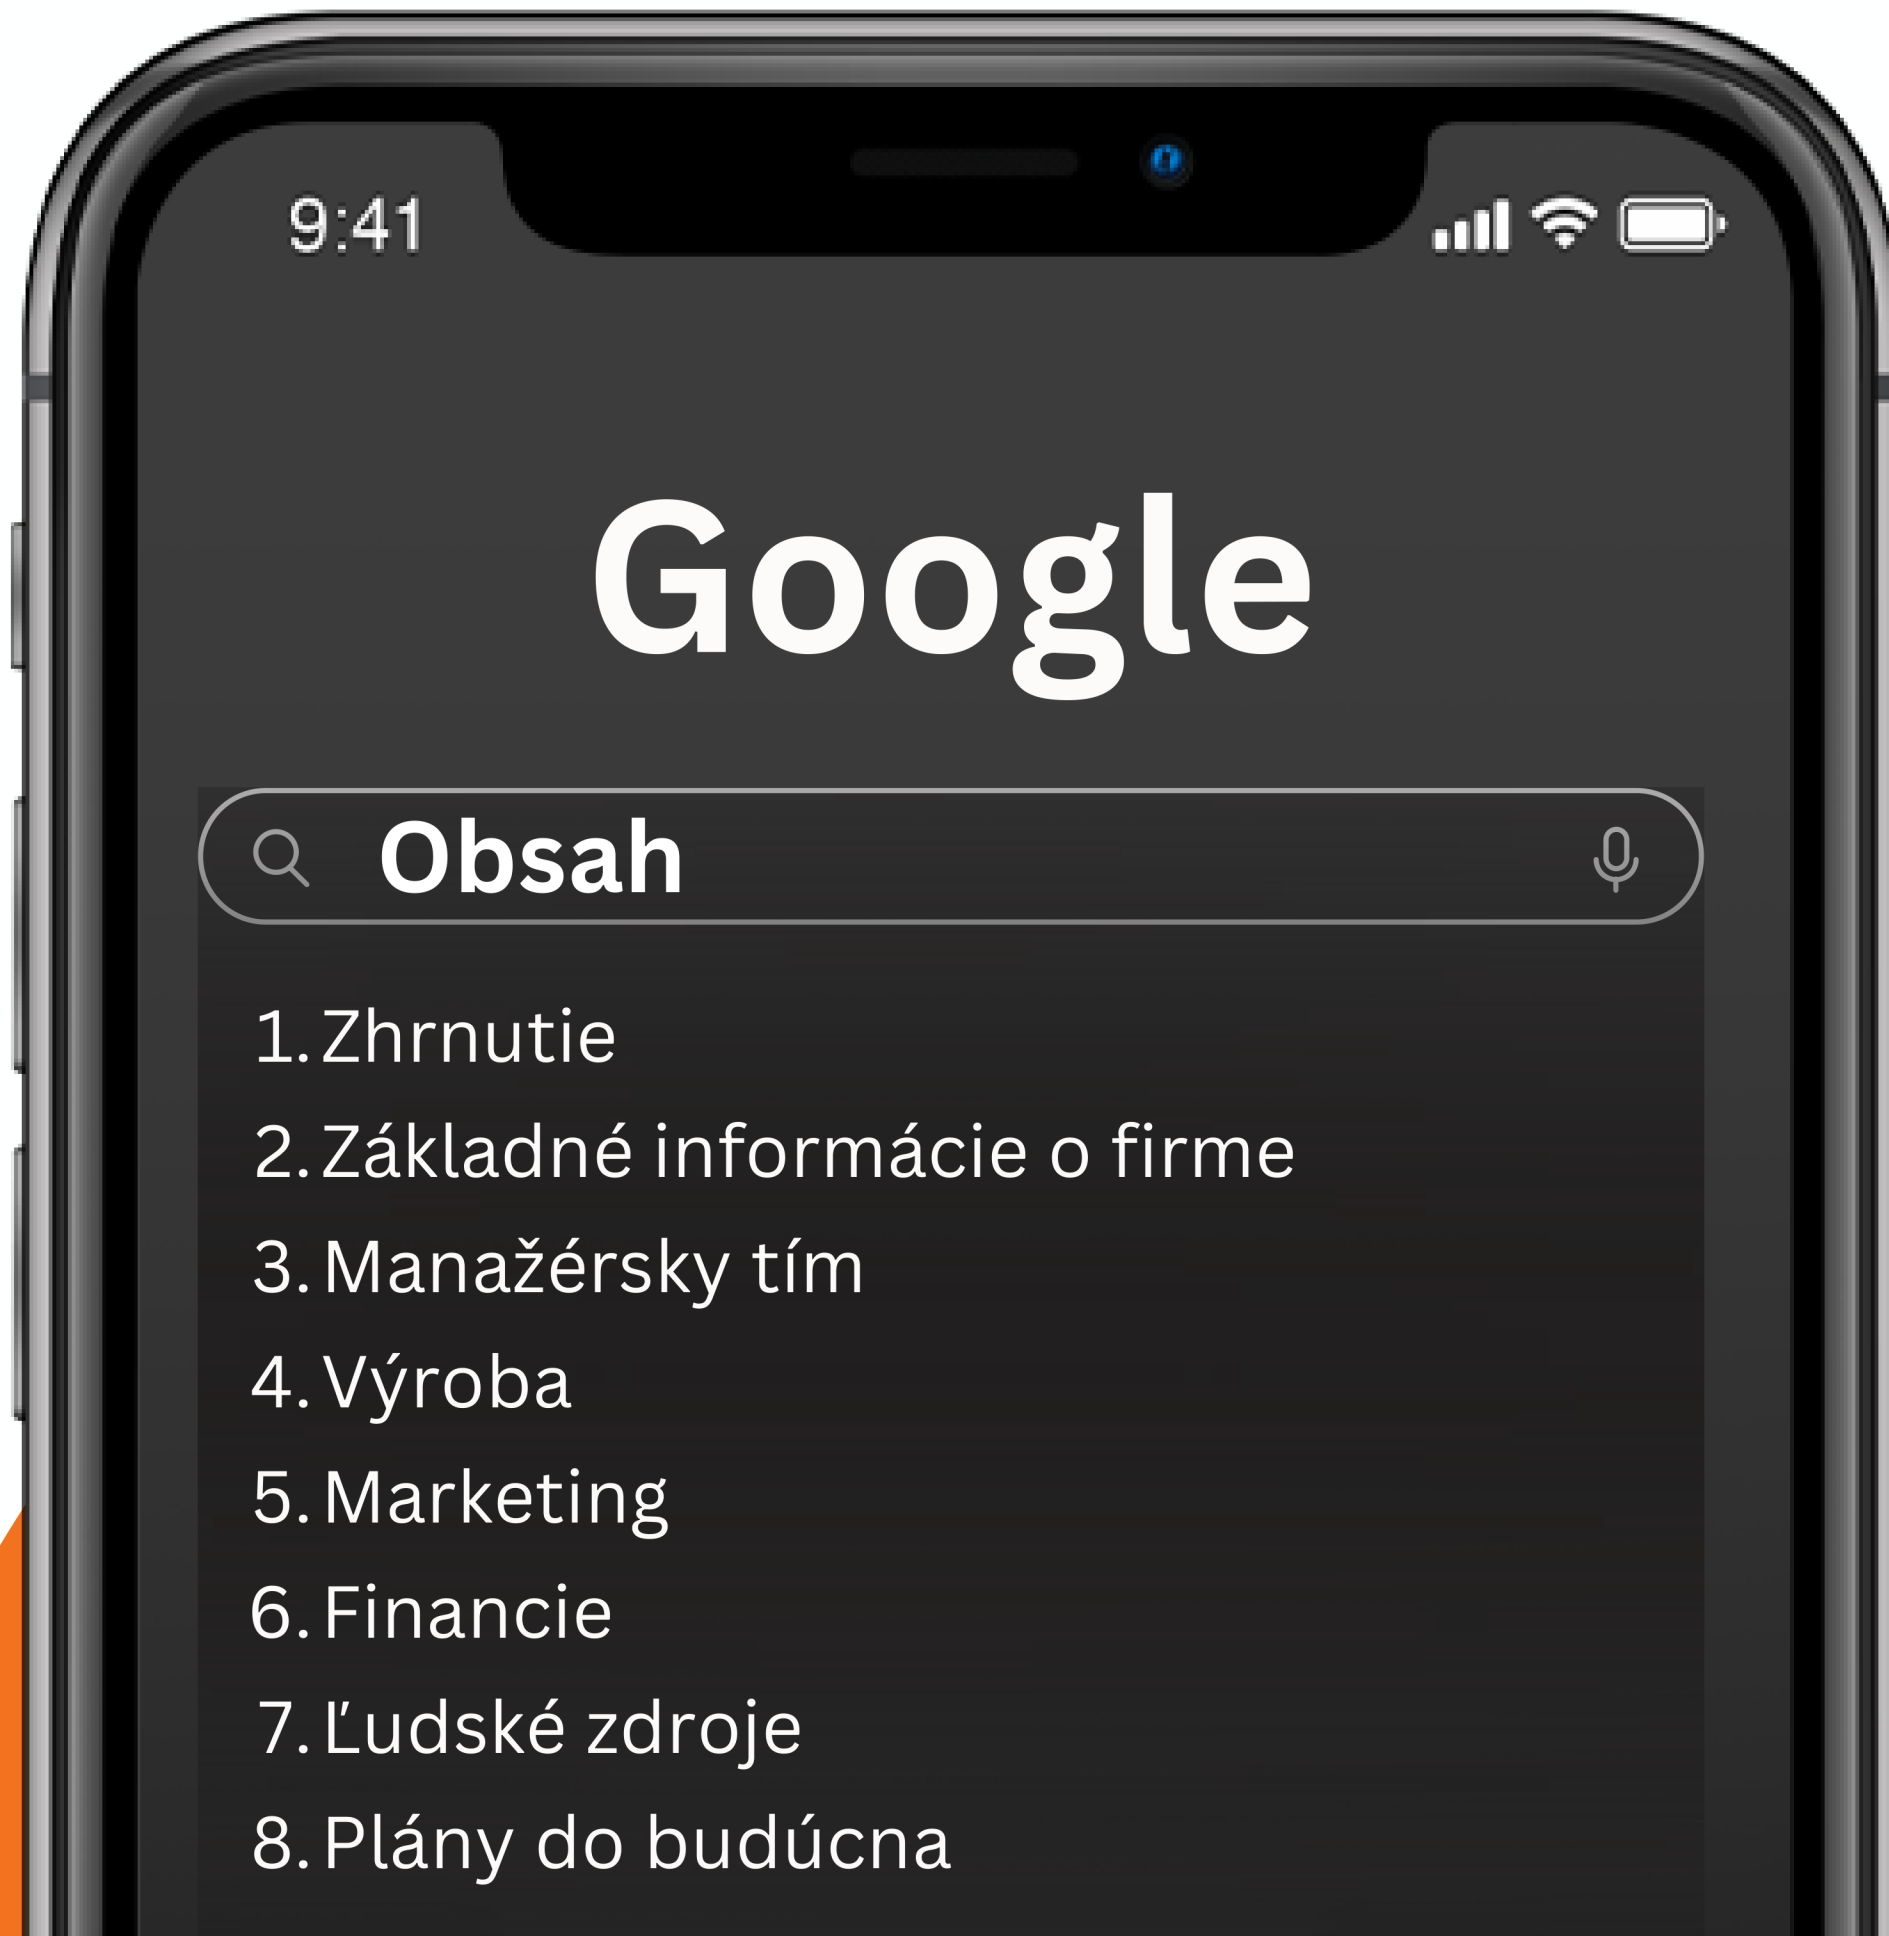 9:41
Google
Obsah
1. Zhrnutie
2. Základné informácie o firme
3. Manažérsky tím
4. Výroba
5. Marketing
6. Financie
7. Ľudské zdroje
8. Plány do budúcna